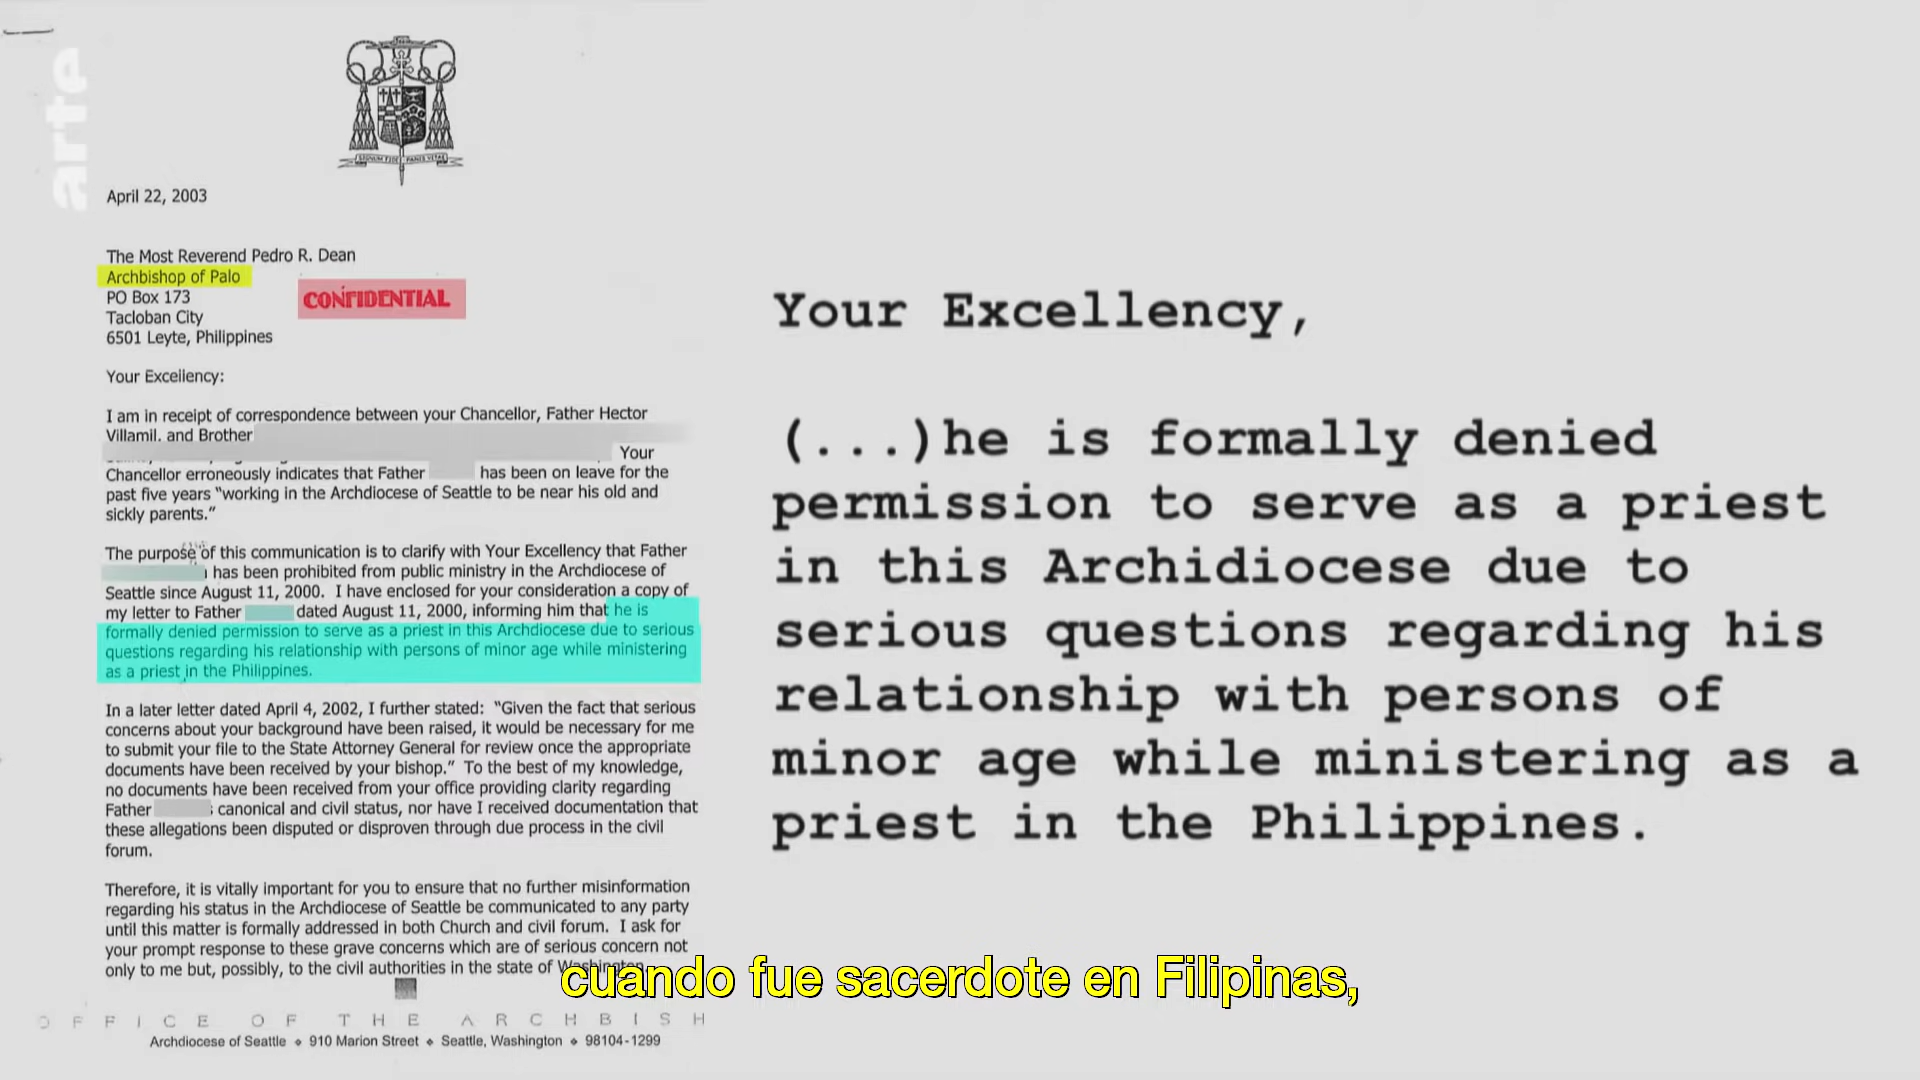 arte
April 22, 2003
The Most Reverend Pedro R. Dean
Archbishop of Palo
PO Box 173
Tacloban City
6501 Leyte, Philippines
CONFIDENTIAL
Your Excellency:
I am in receipt of correspondence between your Chancellor, Father Hector
Villamil. and Brother
Your
Chancellor erroneously indicates that Father has been on leave for the
past five years “working in the Archdiocese of Seattle to be near his old and
sickly parents.”
The purpose of this communication is to clarify with Your Excellency that Father
has been prohibited from public ministry in the Archdiocese of
Seattle since August 11, 2000. I have enclosed for your consideration a copy of
my letter to Father dated August 11, 2000, informing him that he is
formally denied permission to serve as a priest in this Archdiocese due to serious
questions regarding his relationship with persons of minor age while ministering
as a priest in the Philippines.
In a later letter dated April 4, 2002, I further stated: “Given the fact that serious
concerns about your background have been raised, it would be necessary for me
to submit your file to the State Attorney General for review once the appropriate
documents have been received by your bishop.” To the best of my knowledge,
no documents have been received from your office providing clarity regarding
Father canonical and civil status, nor have I received documentation that
these allegations been disputed or disproven through due process in the civil
forum.
Therefore, it is vitally important for you to ensure that no further misinformation
regarding his status in the Archdiocese of Seattle be communicated to any party
until this matter is formally addressed in both Church and civil forum. I ask for
your prompt response to these grave concerns which are of serious concern not
only to me but, possibly, to the civil authorities in the state of Washington
OFFICE OF THE ARCHBISH
Archdiocese of Seattle ◆ 910 Marion Street ◆ Seattle, Washington ◆ 98104-1299
Your Excellency,
(...)he is formally denied
permission to serve as a priest
in this Archidiocese due to
serious questions regarding his
relationship with persons of
minor age while ministering as a
priest in the Philippines.
cuando fue sacerdote en Filipinas,